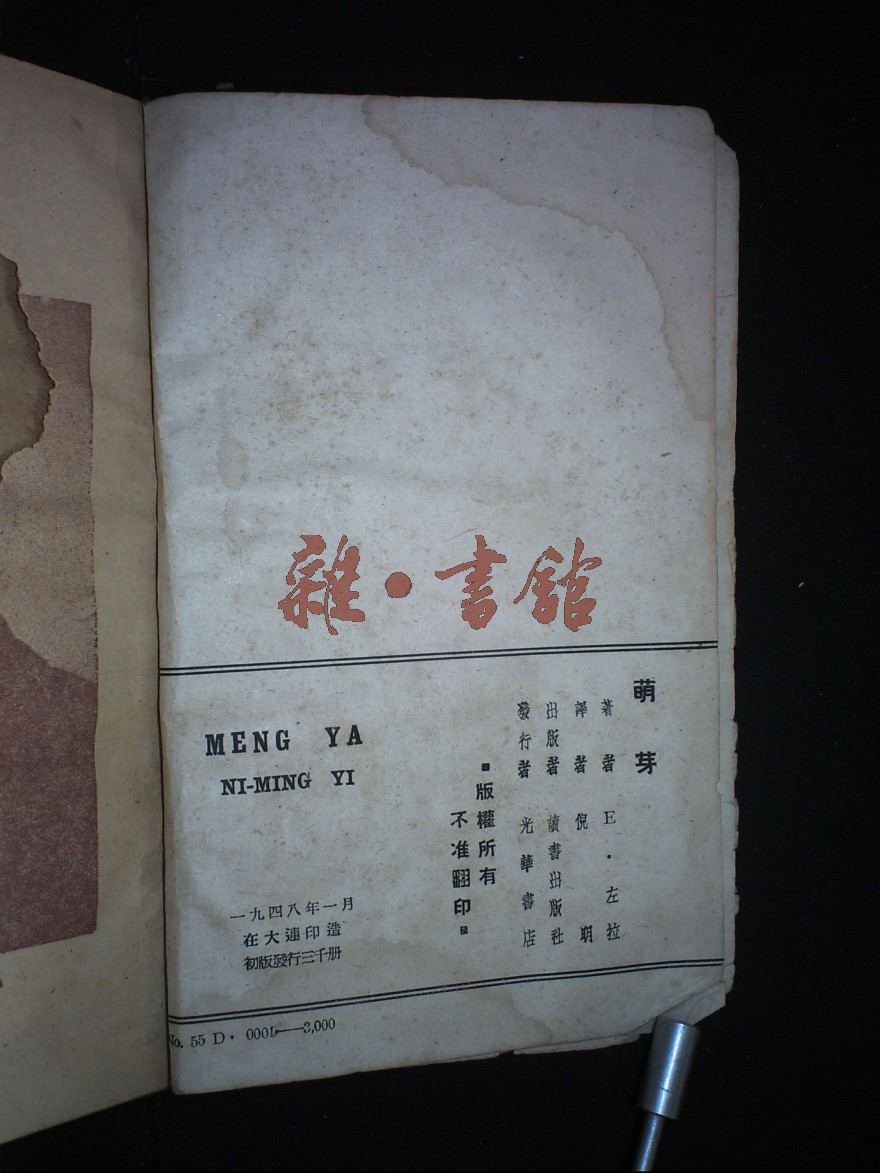 雜·書館
萌芽
著者 E·左拉
譯者 倪明
出版者 讀書出版社
發行者 光華書店
■版權所有
不准翻印
MENG YA
NI-MING YI
一九四八年一月
在大連印造
初版發行三千册
No. 55 D· 0001——3,000